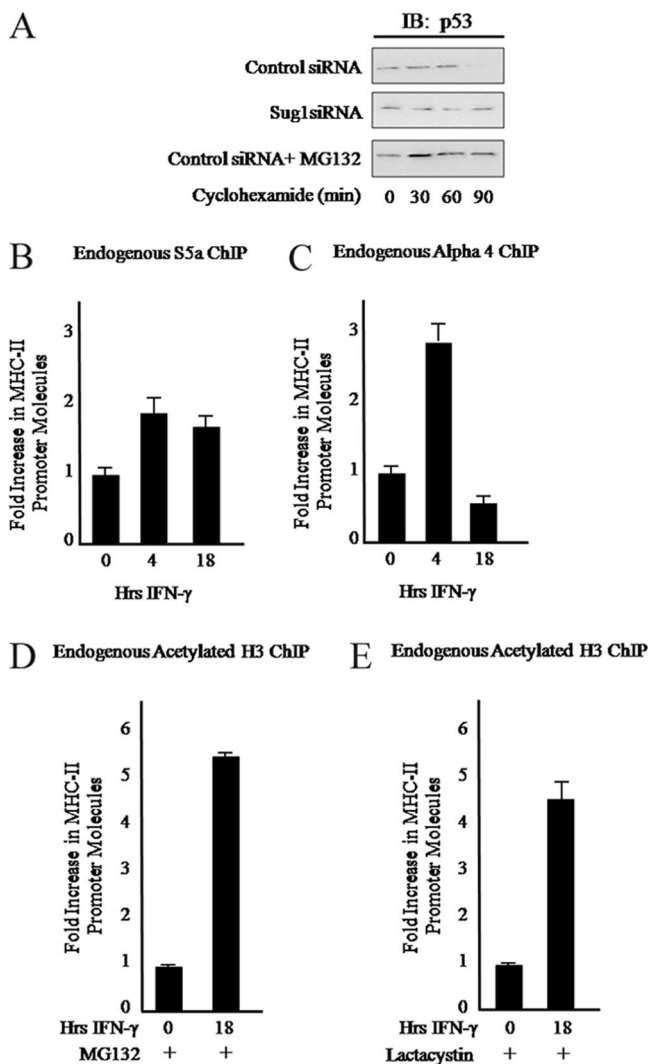 A
IB: p53
Control siRNA
Sug1siRNA
Control siRNA+ MG132
Cyclohexamide (min) 0 30 60 90
B Endogenous S5a ChIP
Fold Increase in MHC-II
Promoter Molecules
3
2
1
0
0 4 18
Hrs IFN-γ
C Endogenous Alpha 4 ChIP
Fold Increase in MHC-II
Promoter Molecules
3
2
1
0
0 4 18
Hrs IFN-γ
D Endogenous Acetylated H3 ChIP
Fold Increase in MHC-II
Promoter Molecules
6
5
4
3
2
1
0
Hrs IFN-γ 0 18
MG132 + +
E Endogenous Acetylated H3 ChIP
Fold Increase in MHC-II
Promoter Molecules
6
5
4
3
2
1
0
Hrs IFN-γ 0 18
Lactacystin + +